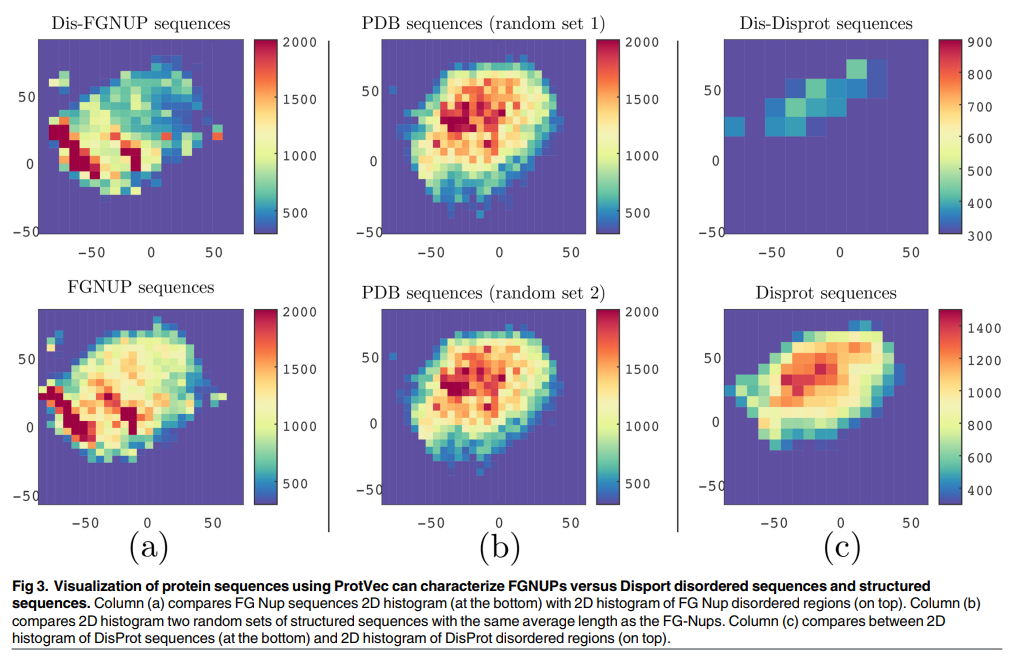 Dis-FGNUP sequences
2000
1500
1000
500
50
0
−50
−50 0 50
PDB sequences (random set 1)
2000
1500
1000
500
50
0
−50
−50 0 50
Dis-Disprot sequences
900
800
700
600
500
400
300
50
0
−50
−50 0 50
FGNUP sequences
2000
1500
1000
500
50
0
−50
−50 0 50
PDB sequences (random set 2)
2000
1500
1000
500
50
0
−50
−50 0 50
Disprot sequences
1400
1200
1000
800
600
400
50
0
−50
−50 0 50
(a) (b) (c)
Fig 3. Visualization of protein sequences using ProtVec can characterize FGNUPs versus Disport disordered sequences and structured
sequences. Column (a) compares FG Nup sequences 2D histogram (at the bottom) with 2D histogram of FG Nup disordered regions (on top). Column (b)
compares 2D histogram two random sets of structured sequences with the same average length as the FG-Nups. Column (c) compares between 2D
histogram of DisProt sequences (at the bottom) and 2D histogram of DisProt disordered regions (on top).